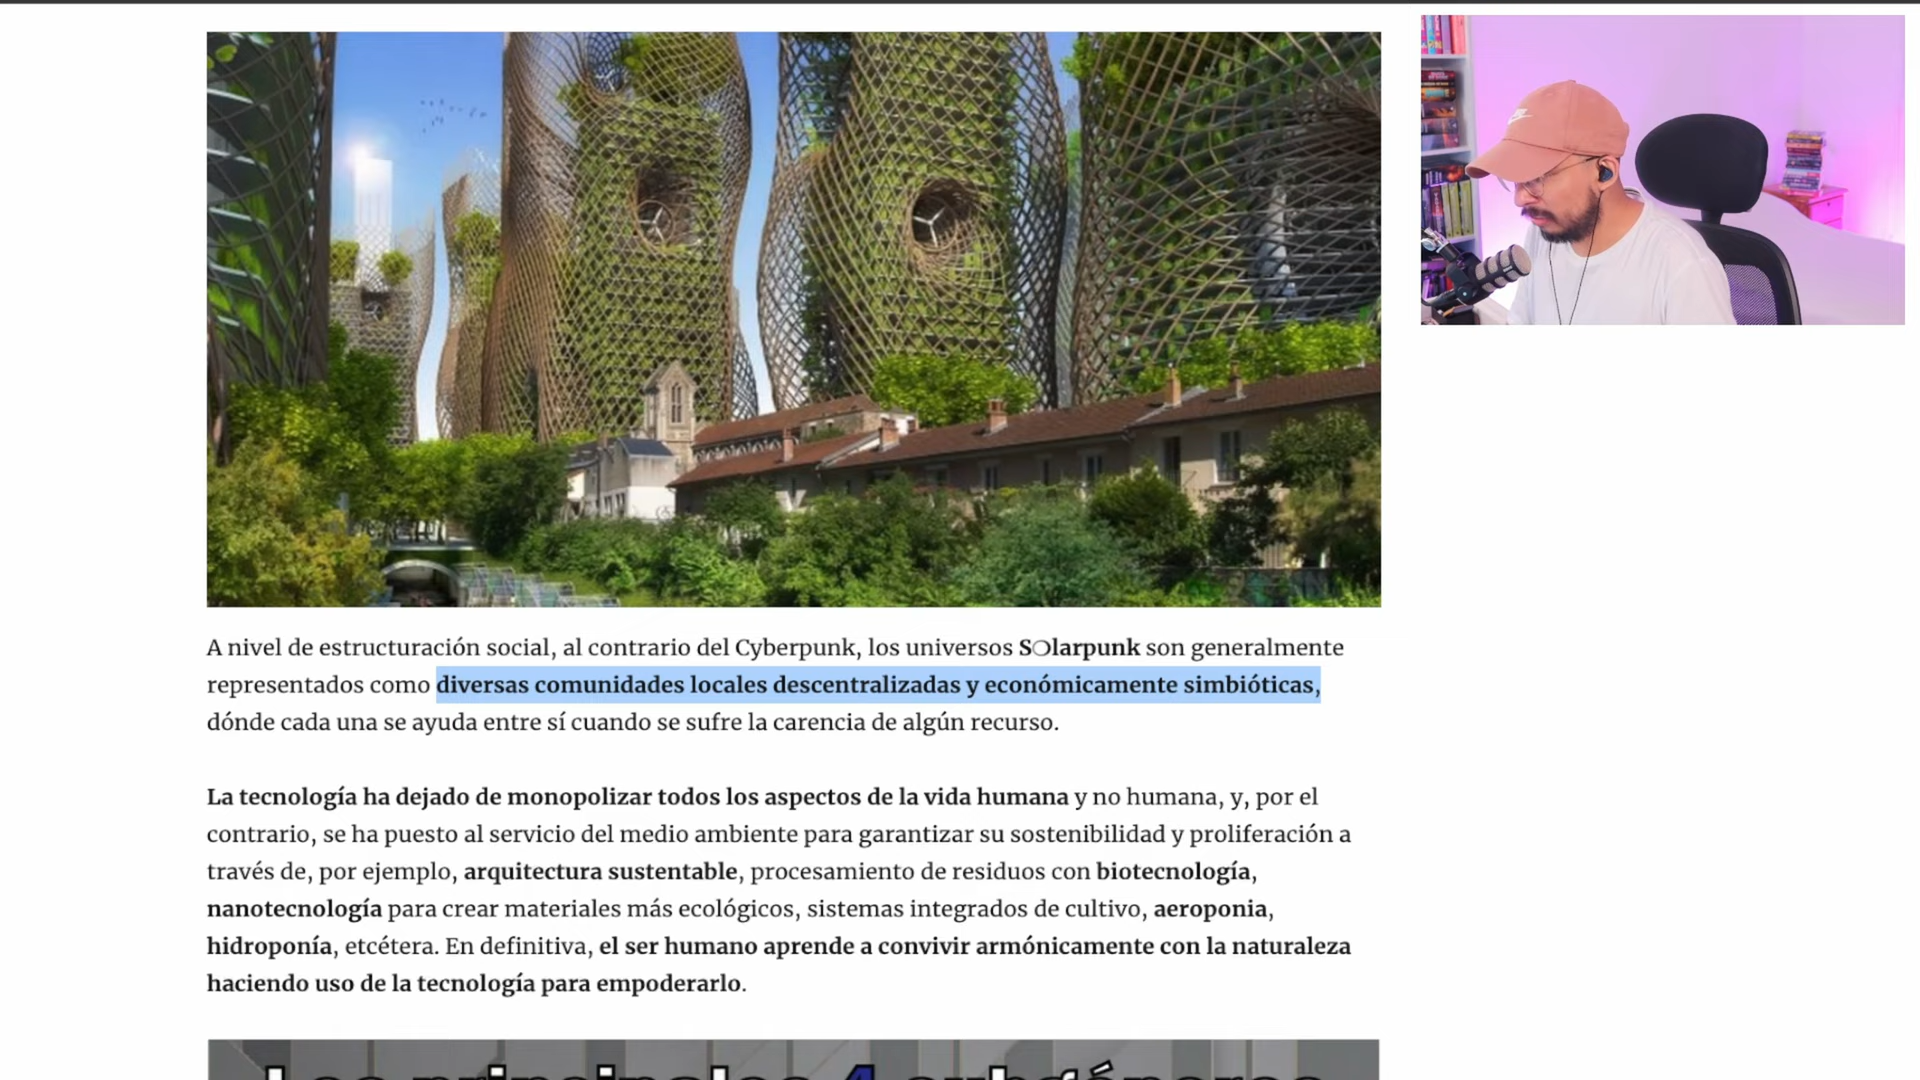 A nivel de estructuración social, al contrario del Cyberpunk, los universos S❍larpunk son generalmente
representados como diversas comunidades locales descentralizadas y económicamente simbióticas,
dónde cada una se ayuda entre sí cuando se sufre la carencia de algún recurso.
La tecnología ha dejado de monopolizar todos los aspectos de la vida humana y no humana, y, por el
contrario, se ha puesto al servicio del medio ambiente para garantizar su sostenibilidad y proliferación a
través de, por ejemplo, arquitectura sustentable, procesamiento de residuos con biotecnología,
nanotecnología para crear materiales más ecológicos, sistemas integrados de cultivo, aeroponia,
hidroponía, etcétera. En definitiva, el ser humano aprende a convivir armónicamente con la naturaleza
haciendo uso de la tecnología para empoderarlo.
Los principales 4 subgéneros